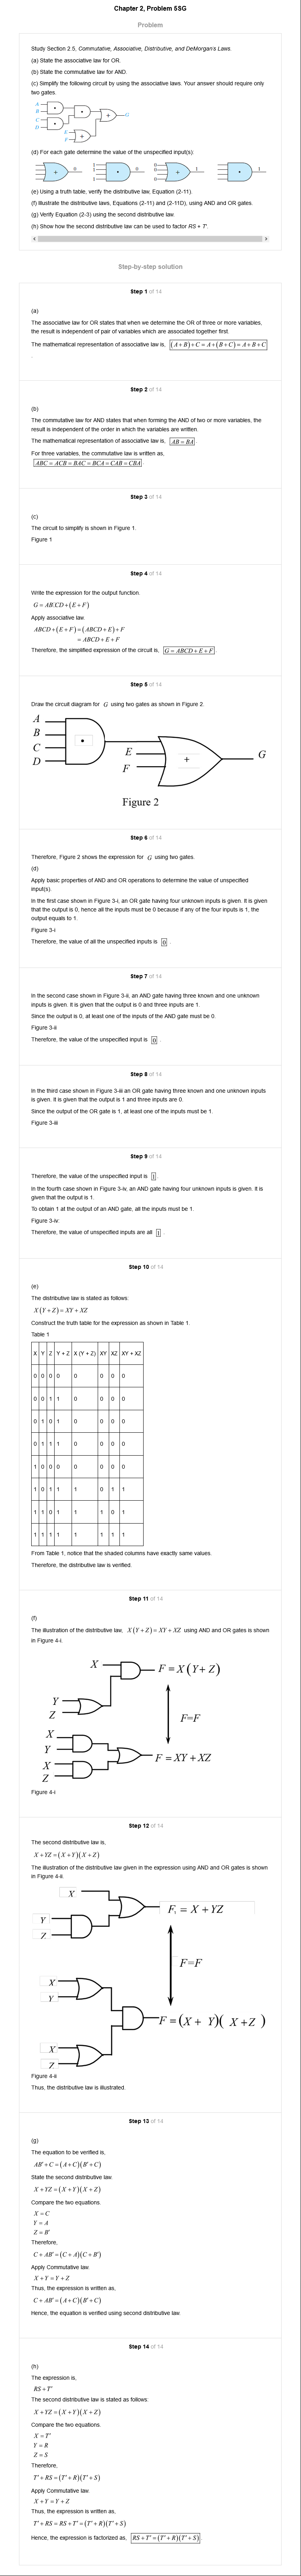 Chapter 2, Problem 5SG
Problem
Study Section 2.5, Commutative, Associative, Distributive, and DeMorgan's Laws.
(a) State the associative law for OR.
(b) State the commutative law for AND.
(c) Simplify the following circuit by using the associative laws. Your answer should require only
two gates.
A
B
C
D
E
F
+
+
G
(d) For each gate determine the value of the unspecified input(s):
+ 0
1 1 1 0
0 0 0 + 1
1
(e) Using a truth table, verify the distributive law, Equation (2-11).
(f) Illustrate the distributive laws, Equations (2-11) and (2-11D), using AND and OR gates.
(g) Verify Equation (2-3) using the second distributive law.
(h) Show how the second distributive law can be used to factor RS + T'.
Step-by-step solution
Step 1 of 14
(a)
The associative law for OR states that when we determine the OR of three or more variables,
the result is independent of pair of variables which are associated together first.
The mathematical representation of associative law is, (A+B)+C = A+(B+C) = A+B+C
.
Step 2 of 14
(b)
The commutative law for AND states that when forming the AND of two or more variables, the
result is independent of the order in which the variables are written.
The mathematical representation of associative law is, AB = BA.
For three variables, the commutative law is written as,
ABC = ACB = BAC = BCA = CAB = CBA.
Step 3 of 14
(c)
The circuit to simplify is shown in Figure 1.
Figure 1
Step 4 of 14
Write the expression for the output function.
G = AB.CD+(E+F)
Apply associative law.
ABCD+(E+F) = (ABCD+E)+F
= ABCD+E+F
Therefore, the simplified expression of the circuit is, G = ABCD+E+F.
Step 5 of 14
Draw the circuit diagram for G using two gates as shown in Figure 2.
A
B
C
D
E
F
+
G
Figure 2
Step 6 of 14
Therefore, Figure 2 shows the expression for G using two gates.
(d)
Apply basic properties of AND and OR operations to determine the value of unspecified
input(s).
In the first case shown in Figure 3-i, an OR gate having four unknown inputs is given. It is given
that the output is 0, hence all the inputs must be 0 because if any of the four inputs is 1, the
output equals to 1.
Figure 3-i
Therefore, the value of all the unspecified inputs is 0 .
Step 7 of 14
In the second case shown in Figure 3-ii, an AND gate having three known and one unknown
inputs is given. It is given that the output is 0 and three inputs are 1.
Since the output is 0, at least one of the inputs of the AND gate must be 0.
Figure 3-ii
Therefore, the value of the unspecified input is 0 .
Step 8 of 14
In the third case shown in Figure 3-iii an OR gate having three known and one unknown inputs
is given. It is given that the output is 1 and three inputs are 0.
Since the output of the OR gate is 1, at least one of the inputs must be 1.
Figure 3-iii
Step 9 of 14
Therefore, the value of the unspecified input is 1.
In the fourth case shown in Figure 3-iv, an AND gate having four unknown inputs is given. It is
given that the output is 1.
To obtain 1 at the output of an AND gate, all the inputs must be 1.
Figure 3-iv
Therefore, the value of unspecified inputs are all 1 .
Step 10 of 14
(e)
The distributive law is stated as follows:
X(Y+Z) = XY+XZ
Construct the truth table for the expression as shown in Table 1.
Table 1
X Y Z Y + Z X (Y + Z) XY XZ XY + XZ
0 0 0 0 0 0 0 0
0 0 1 1 0 0 0 0
0 1 0 1 0 0 0 0
0 1 1 1 0 0 0 0
1 0 0 0 0 0 0 0
1 0 1 1 1 0 1 1
1 1 0 1 1 1 0 1
1 1 1 1 1 1 1 1
From Table 1, notice that the shaded columns have exactly same values.
Therefore, the distributive law is verified.
Step 11 of 14
(f)
The illustration of the distributive law, X(Y+Z) = XY+XZ using AND and OR gates is shown
in Figure 4-i.
X
F = X(Y+Z)
Y
Z
F=F
X
Y
F = XY+XZ
X
Z
Figure 4-i
Step 12 of 14
The second distributive law is,
X+YZ = (X+Y)(X+Z)
The illustration of the distributive law given in the expression using AND and OR gates is shown
in Figure 4-ii.
X
F₁ = X + YZ
Y
Z
F=F
X
Y
F = (X + Y)( X+Z )
X
Z
Figure 4-ii
Thus, the distributive law is illustrated.
Step 13 of 14
(g)
The equation to be verified is,
AB'+C = (A+C)(B'+C)
State the second distributive law.
X+YZ = (X+Y)(X+Z)
Compare the two equations.
X = C
Y = A
Z = B'
Therefore,
C+AB' = (C+A)(C+B')
Apply Commutative law.
X+Y = Y+Z
Thus, the expression is written as,
C+AB' = (A+C)(B'+C)
Hence, the equation is verified using second distributive law.
Step 14 of 14
(h)
The expression is,
RS+T'
The second distributive law is stated as follows:
X+YZ = (X+Y)(X+Z)
Compare the two equations.
X = T'
Y = R
Z = S
Therefore,
T'+RS = (T'+R)(T'+S)
Apply Commutative law.
X+Y = Y+Z
Thus, the expression is written as,
T'+RS = RS+T' = (T'+R)(T'+S)
Hence, the expression is factorized as, RS+T' = (T'+R)(T'+S).